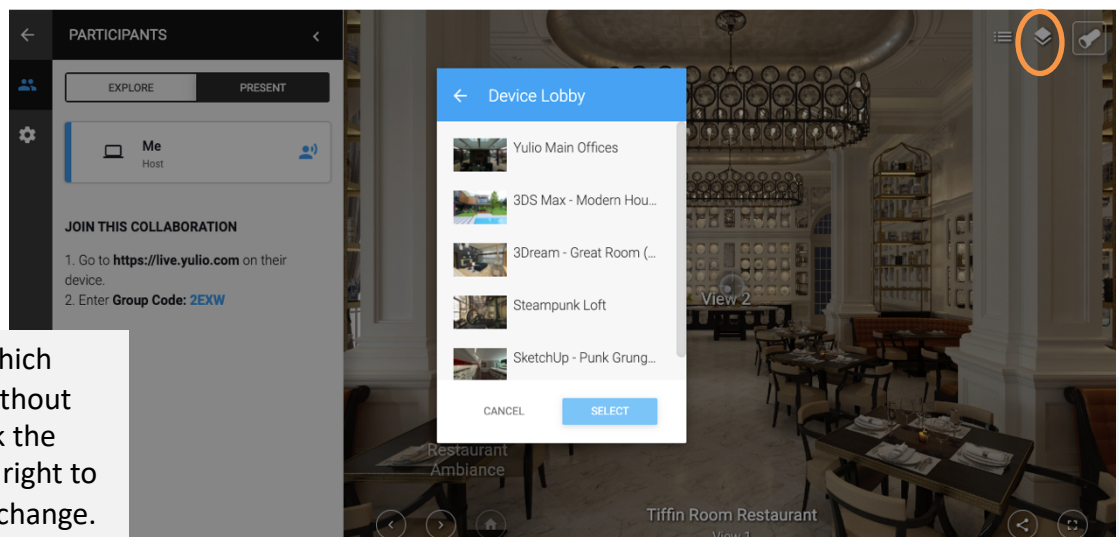 PARTICIPANTS
EXPLORE
PRESENT
Me
Host
JOIN THIS COLLABORATION
1. Go to https://live.yulio.com on their
device.
2. Enter Group Code: 2EXW
hich
thout
k the
right to
change.
Device Lobby
Yulio Main Offices
3DS Max - Modern Hou...
3Dream - Great Room (...
Steampunk Loft
SketchUp - Punk Grung...
CANCEL
SELECT
View 2
Restaurant
Ambiance
Tiffin Room Restaurant
View 1